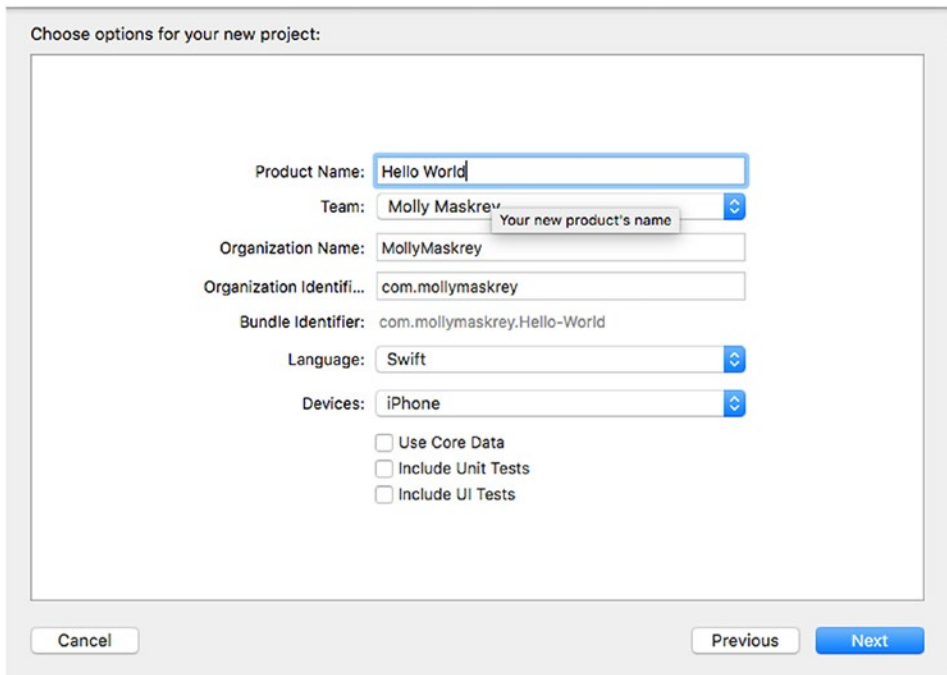 Choose options for your new project:
Product Name: Hello World
Team: Molly Maskrey
Your new product's name
Organization Name: MollyMaskrey
Organization Identifi... com.mollymaskrey
Bundle Identifier: com.mollymaskrey.Hello-World
Language: Swift
Devices: iPhone
Use Core Data
Include Unit Tests
Include UI Tests
Cancel Previous Next